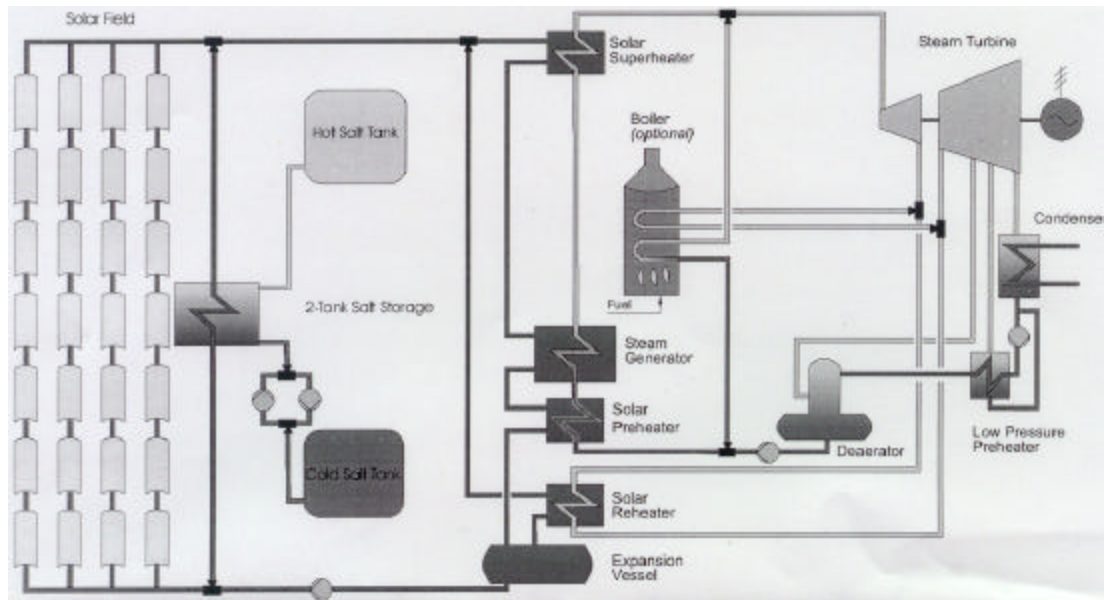 Solar Field
Solar
Superheater
Steam Turbine
Hot Salt Tank
Boiler
(optional)
Condenser
2-Tank Salt Storage
Fuel
Steam
Generator
Solar
Preheater
Low Pressure
Preheater
Deaerator
Cold Salt Tank
Solar
Reheater
Expansion
Vessel